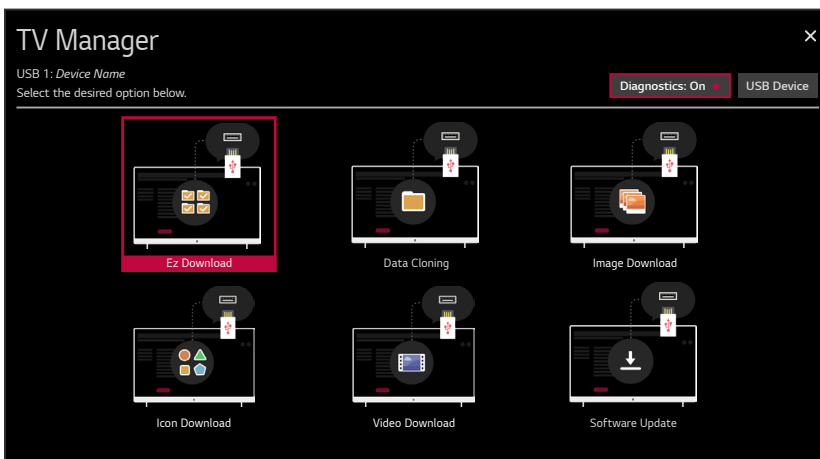 TV Manager
USB 1: Device Name
Select the desired option below.
Diagnostics: On
USB Device
Ez Download
Data Cloning
Image Download
Icon Download
Video Download
Software Update